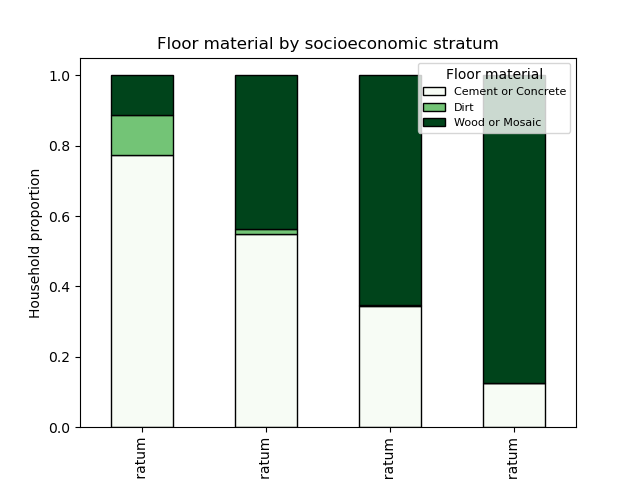 Floor material by socioeconomic stratum
Floor material
Cement or Concrete
Dirt
Wood or Mosaic
Household proportion
1.0
0.8
0.6
0.4
0.2
0.0
ratum
ratum
ratum
ratum